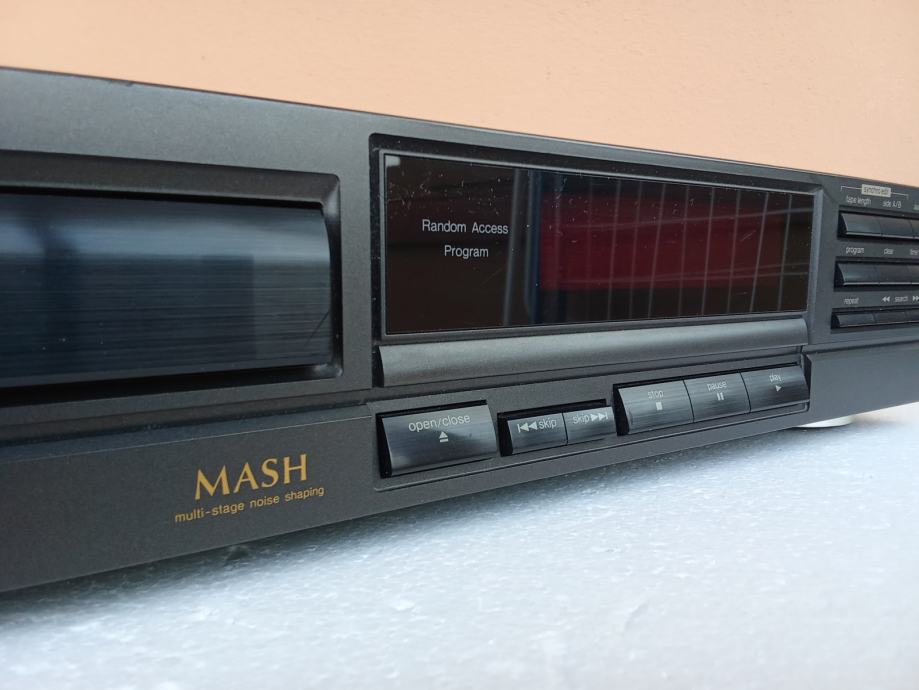 Random Access
Program
synchro edit
tape length side A/B
program clear
repeat ◀◀ search ▶▶
open/close
⏏
|◀◀ skip skip ▶▶|
stop
■
pause
❚❚
play
▶
MASH
multi-stage noise shaping